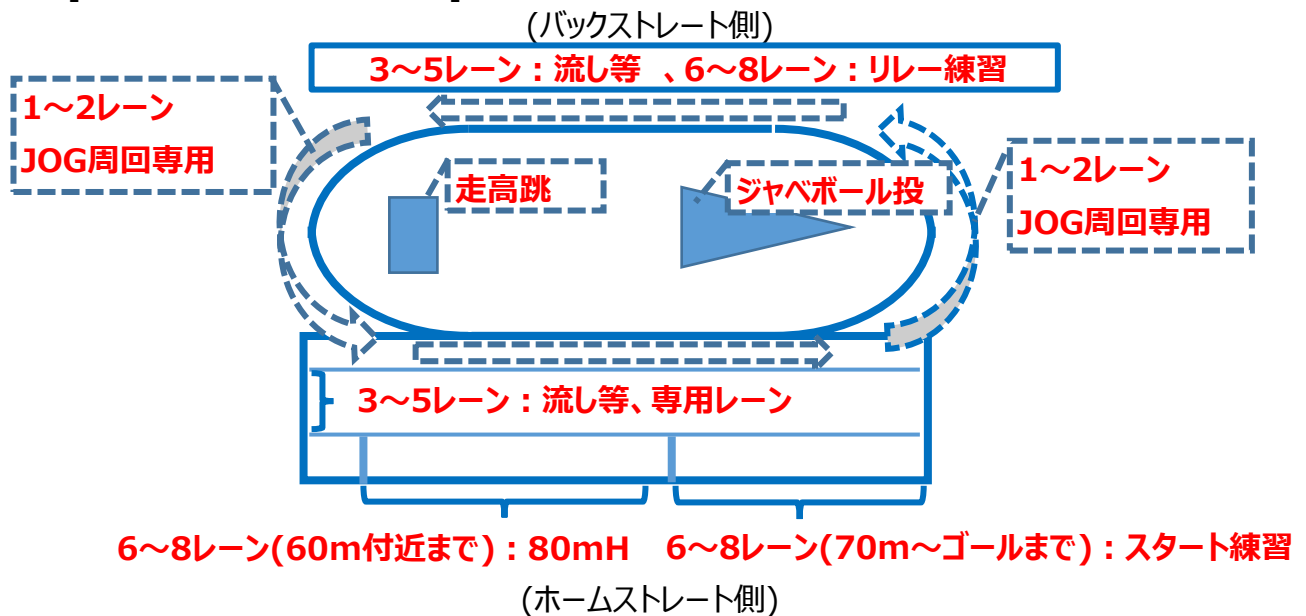 (バックストレート側)
3~5レーン:流し等 、6~8レーン:リレー練習
1~2レーン
JOG周回専用
走高跳
ジャベボール投
1~2レーン
JOG周回専用
3~5レーン:流し等、専用レーン
6~8レーン(60m付近まで):80mH
6~8レーン(70m~ゴールまで):スタート練習
(ホームストレート側)